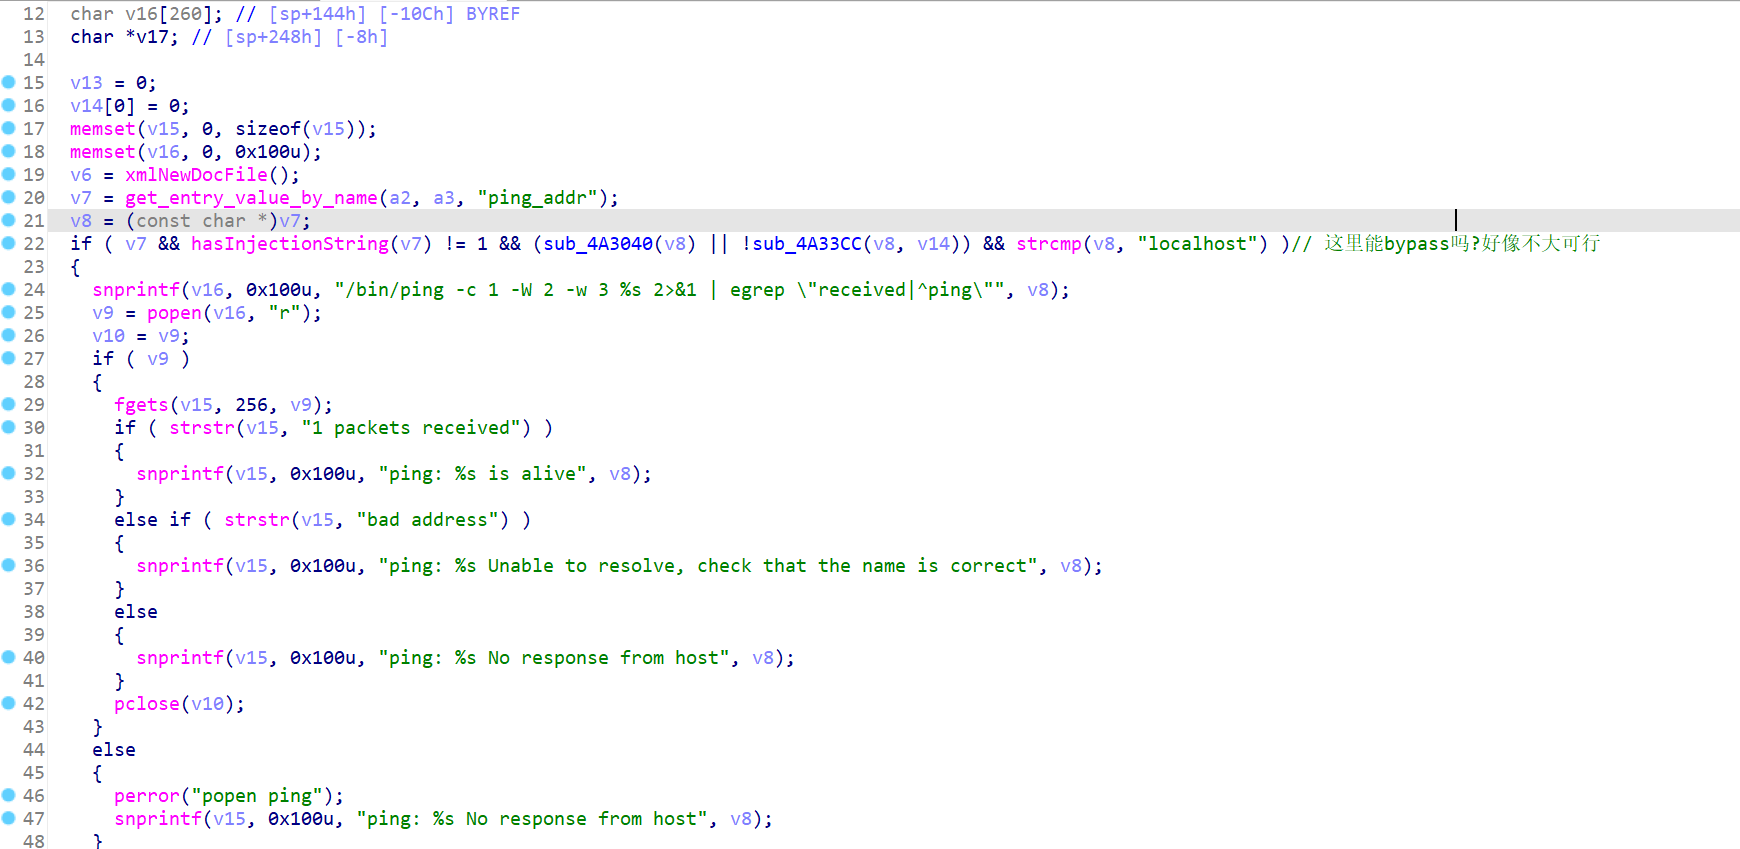 12 char v16[260]; // [sp+144h] [-10Ch] BYREF
13 char *v17; // [sp+248h] [-8h]
14
15 v13 = 0;
16 v14[0] = 0;
17 memset(v15, 0, sizeof(v15));
18 memset(v16, 0, 0x100u);
19 v6 = xmlNewDocFile();
20 v7 = get_entry_value_by_name(a2, a3, "ping_addr");
21 v8 = (const char *)v7;
22 if ( v7 && hasInjectionString(v7) != 1 && (sub_4A3040(v8) || !sub_4A33CC(v8, v14)) && strcmp(v8, "localhost") )// 这里能bypass吗?好像不大可行
23 {
24 snprintf(v16, 0x100u, "/bin/ping -c 1 -W 2 -w 3 %s 2>&1 | egrep \"received|^ping\"", v8);
25 v9 = popen(v16, "r");
26 v10 = v9;
27 if ( v9 )
28 {
29 fgets(v15, 256, v9);
30 if ( strstr(v15, "1 packets received") )
31 {
32 snprintf(v15, 0x100u, "ping: %s is alive", v8);
33 }
34 else if ( strstr(v15, "bad address") )
35 {
36 snprintf(v15, 0x100u, "ping: %s Unable to resolve, check that the name is correct", v8);
37 }
38 else
39 {
40 snprintf(v15, 0x100u, "ping: %s No response from host", v8);
41 }
42 pclose(v10);
43 }
44 else
45 {
46 perror("popen ping");
47 snprintf(v15, 0x100u, "ping: %s No response from host", v8);
48 }